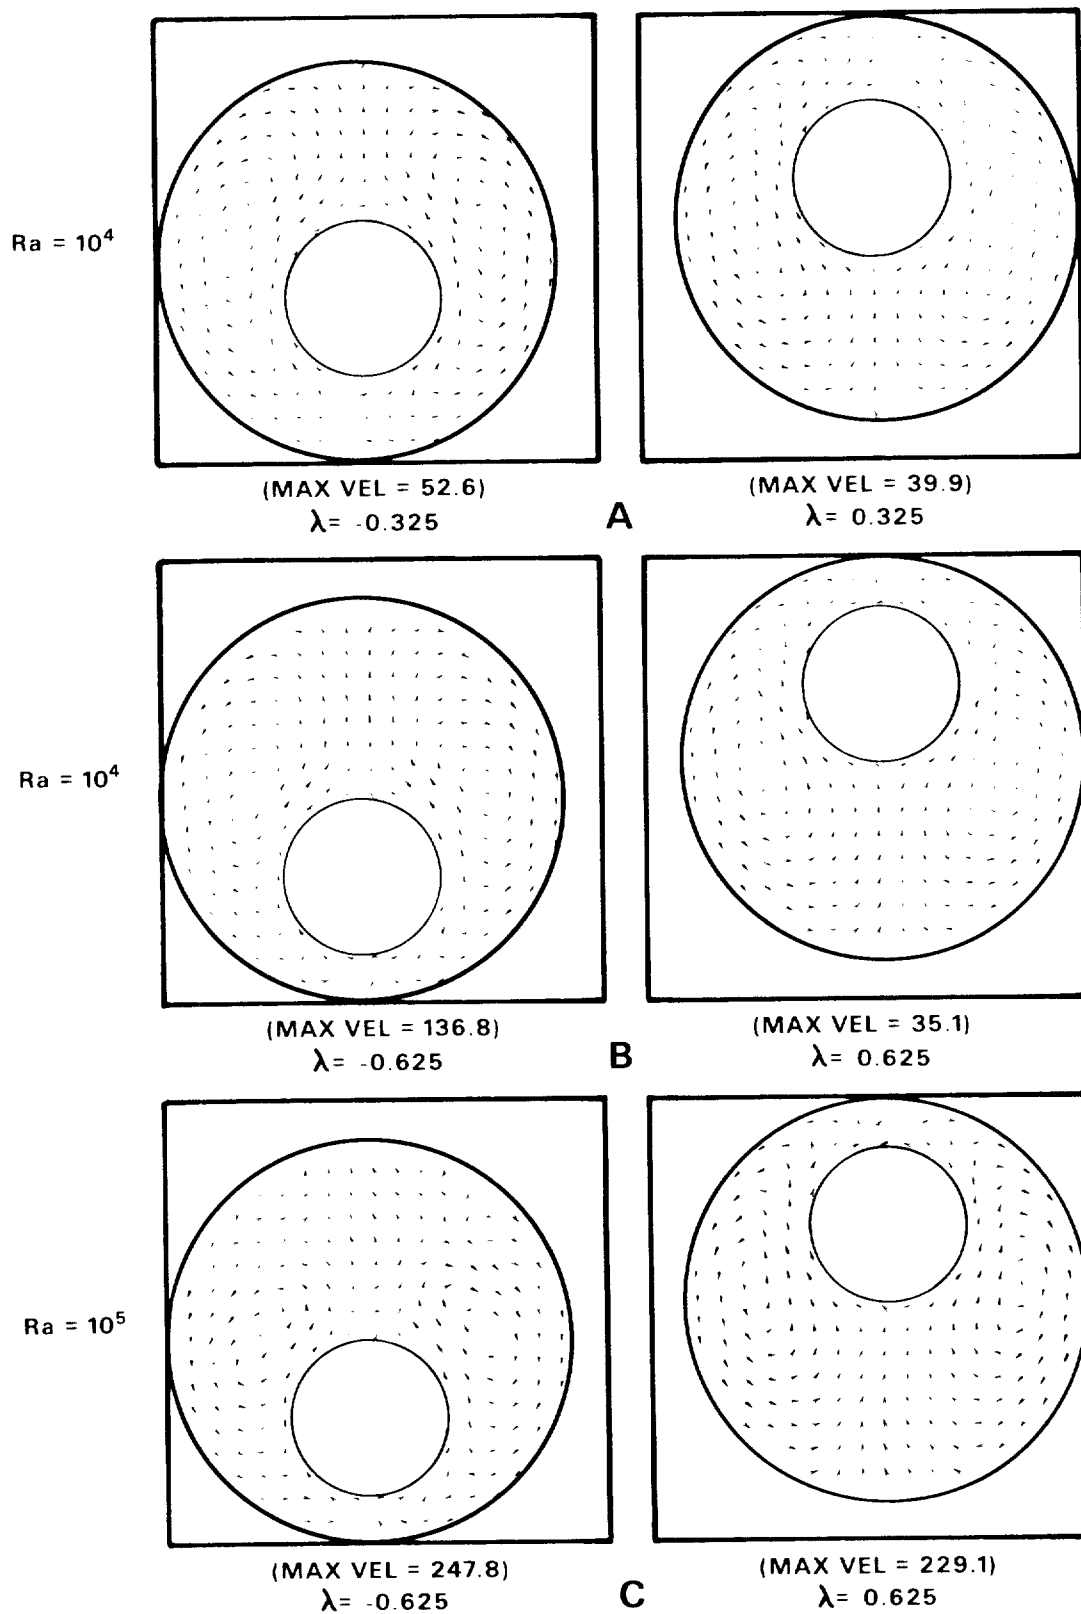 Ra = 10⁴
(MAX VEL = 52.6)
λ= -0.325
A
(MAX VEL = 39.9)
λ= 0.325
Ra = 10⁴
(MAX VEL = 136.8)
λ= -0.625
B
(MAX VEL = 35.1)
λ= 0.625
Ra = 10⁵
(MAX VEL = 247.8)
λ= -0.625
C
(MAX VEL = 229.1)
λ= 0.625